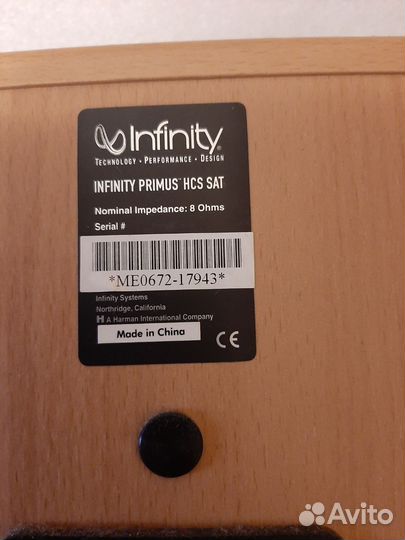 Infinity®
TECHNOLOGY • PERFORMANCE • DESIGN
INFINITY PRIMUS™ HCS SAT
Nominal Impedance: 8 Ohms
Serial #
*ME0672-17943*
Infinity Systems
Northridge, California
H A Harman International Company
Made in China
CE
Avito